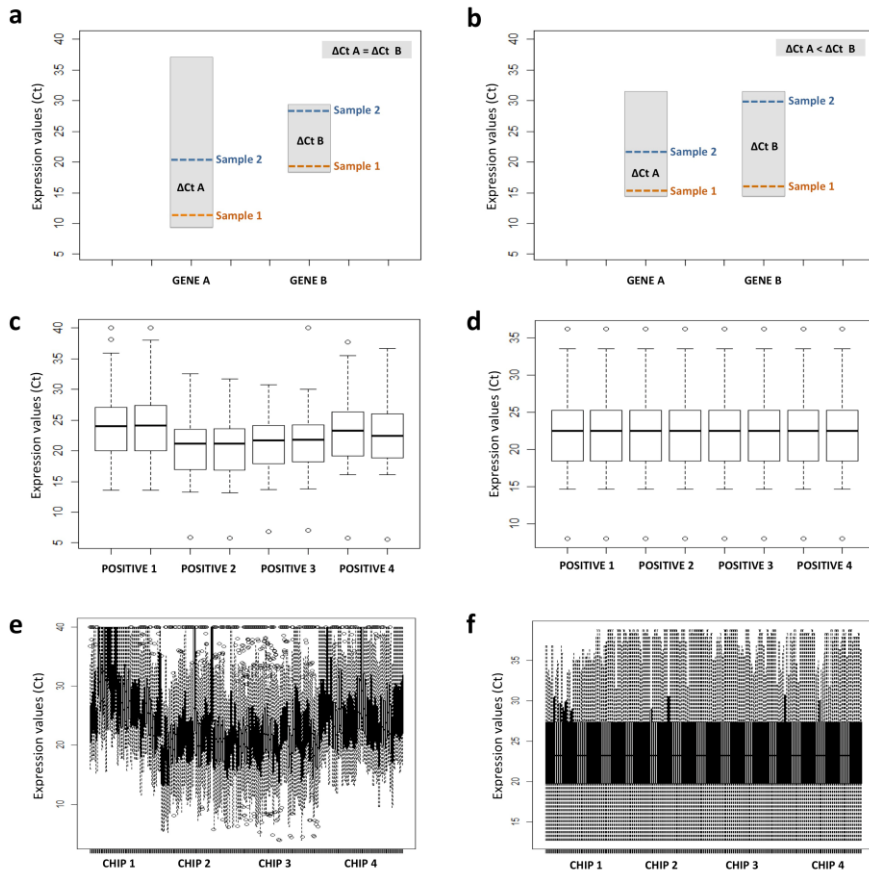 a
Expression values (Ct)
40
35
30
25
20
15
10
5
ΔCt A = ΔCt B
Sample 2
ΔCt A
Sample 1
Sample 2
ΔCt B
Sample 1
GENE A
GENE B
b
Expression values (Ct)
40
35
30
25
20
15
10
5
ΔCt A < ΔCt B
Sample 2
ΔCt A
Sample 1
Sample 2
ΔCt B
Sample 1
GENE A
GENE B
c
Expression values (Ct)
40
35
30
25
20
15
10
5
POSITIVE 1
POSITIVE 2
POSITIVE 3
POSITIVE 4
d
Expression values (Ct)
35
30
25
20
15
10
POSITIVE 1
POSITIVE 2
POSITIVE 3
POSITIVE 4
e
Expression values (Ct)
40
30
20
10
CHIP 1
CHIP 2
CHIP 3
CHIP 4
f
Expression values (Ct)
35
30
25
20
15
CHIP 1
CHIP 2
CHIP 3
CHIP 4